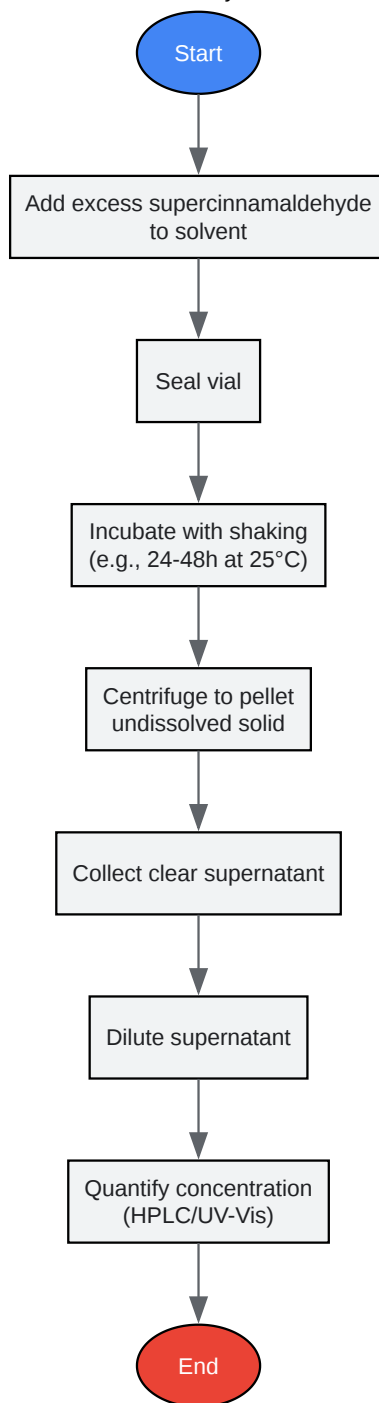 Start
Add excess supercinnamaldehyde
to solvent
Seal vial
Incubate with shaking
(e.g., 24-48h at 25°C)
Centrifuge to pellet
undissolved solid
Collect clear supernatant
Dilute supernatant
Quantify concentration
(HPLC/UV-Vis)
End